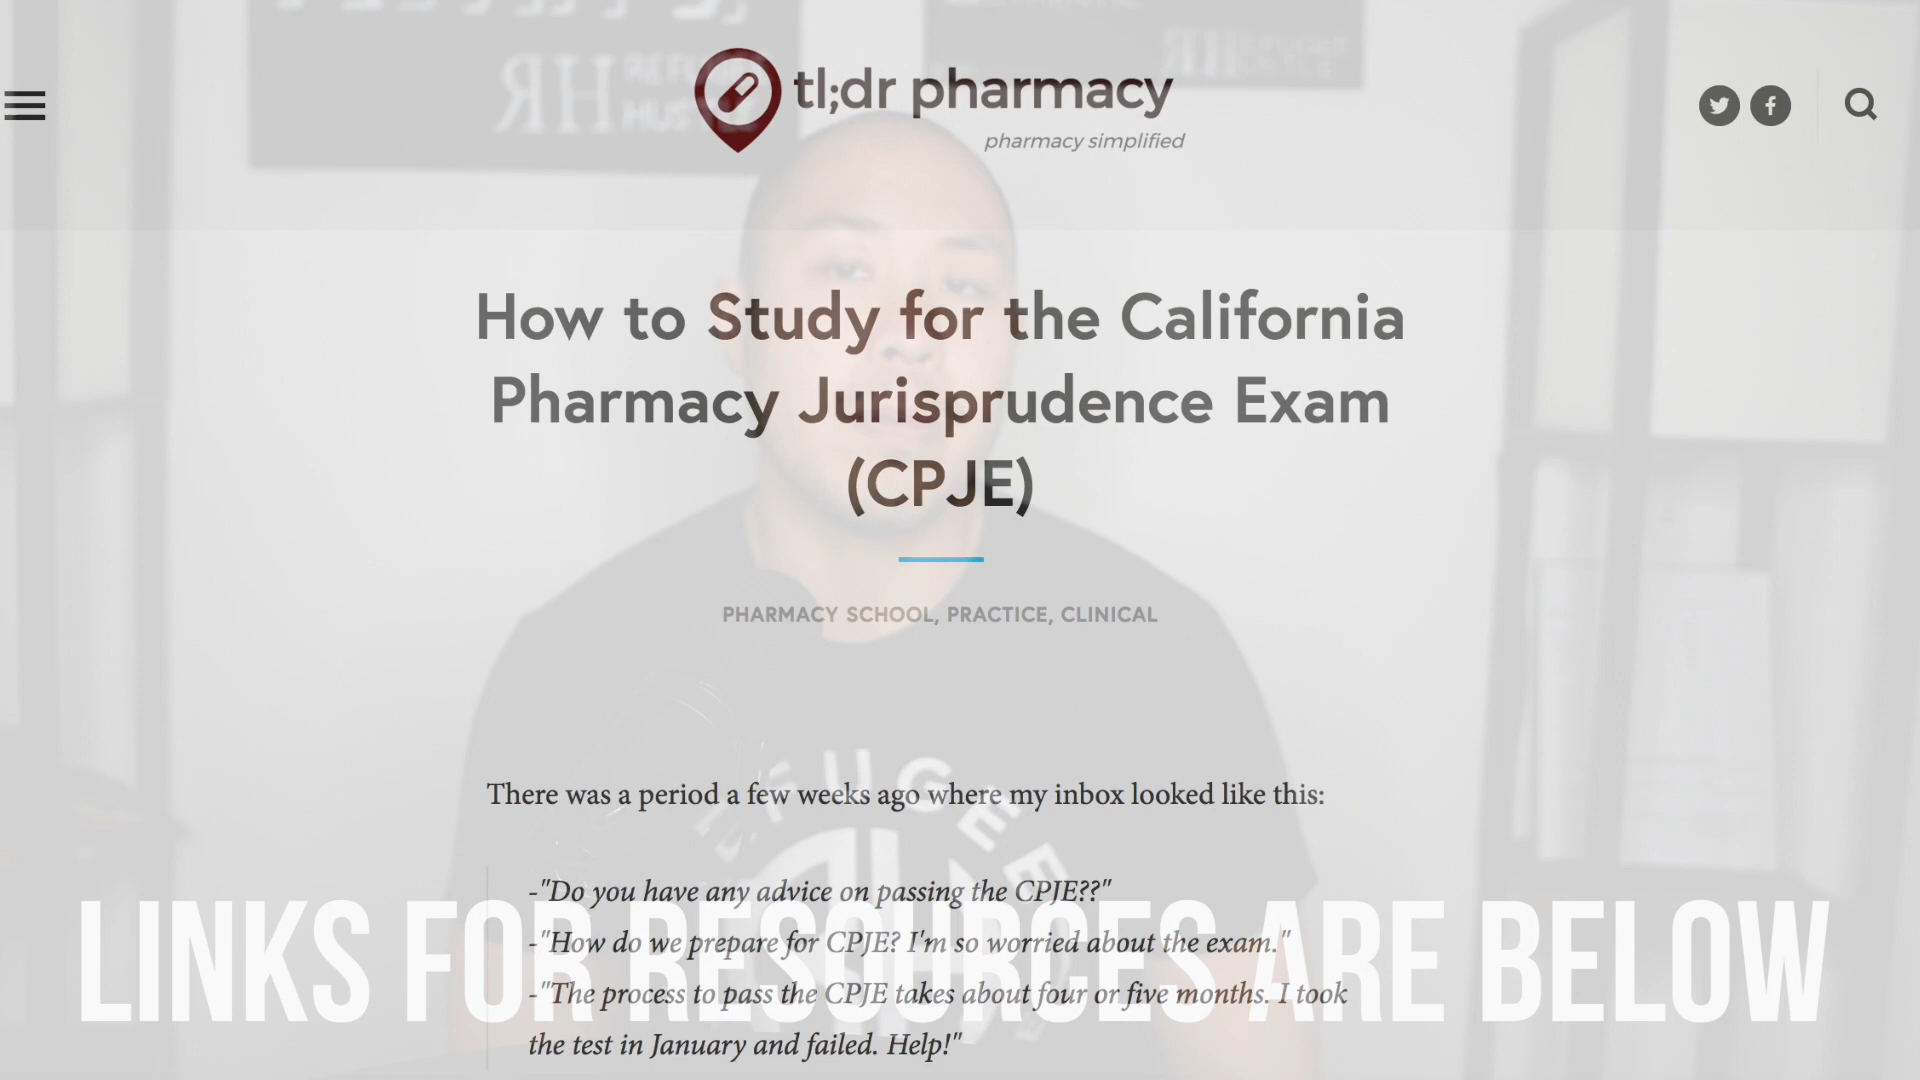 RH REFUGEE
HUSTLE
tl;dr pharmacy
pharmacy simplified
How to Study for the California
Pharmacy Jurisprudence Exam
(CPJE)
PHARMACY SCHOOL, PRACTICE, CLINICAL
There was a period a few weeks ago where my inbox looked like this:
REFUGEE
-"Do you have any advice on passing the CPJE??"
-"How do we prepare for CPJE? I'm so worried about the exam."
-"The process to pass the CPJE takes about four or five months. I took
the test in January and failed. Help!"
LINKS FOR RESOURCES ARE BELOW